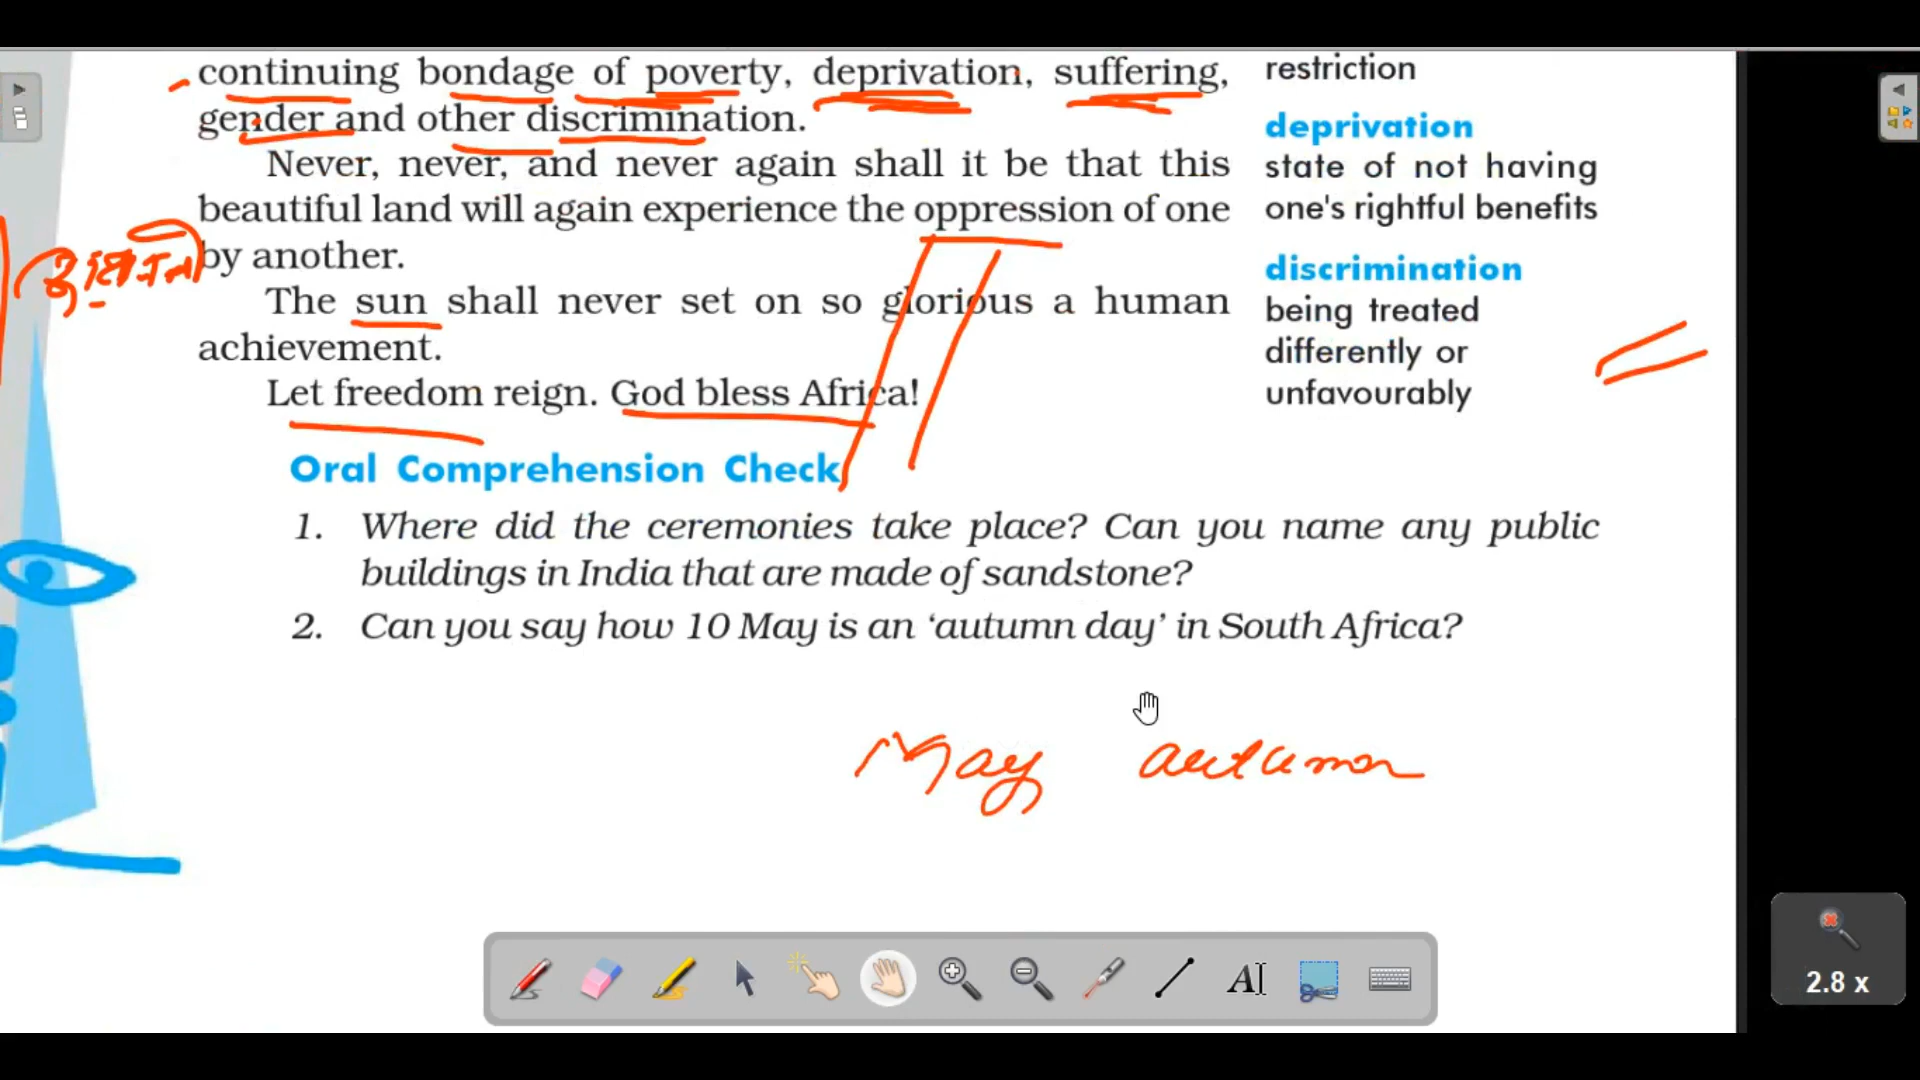 continuing bondage of poverty, deprivation, suffering,
gender and other discrimination.
Never, never, and never again shall it be that this
beautiful land will again experience the oppression of one
by another.
The sun shall never set on so glorious a human
achievement.
Let freedom reign. God bless Africa!
restriction
deprivation
state of not having
one's rightful benefits
discrimination
being treated
differently or
unfavourably
Oral Comprehension Check
1. Where did the ceremonies take place? Can you name any public
buildings in India that are made of sandstone?
2. Can you say how 10 May is an ‘autumn day’ in South Africa?
May autumn
AI
2.8 x